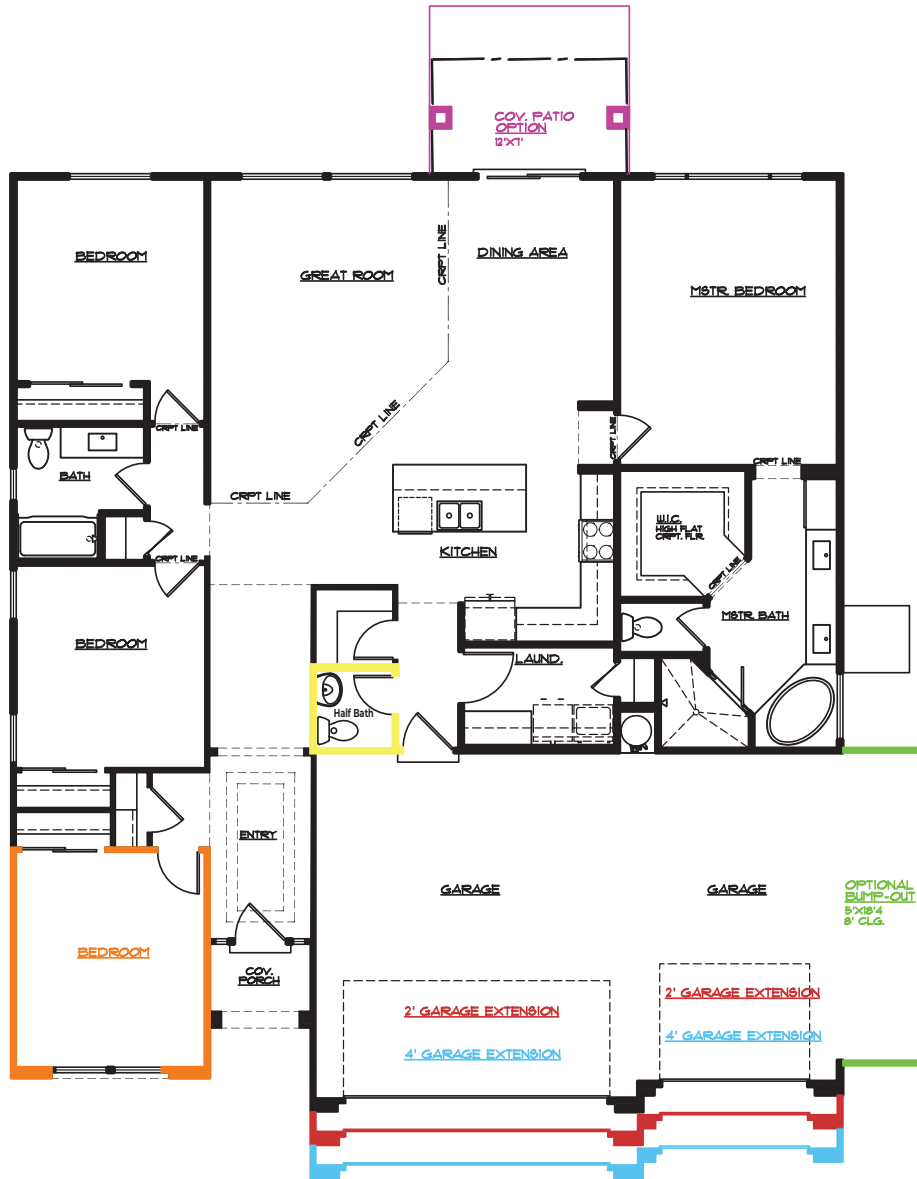 COV. PATIO
OPTION
12'X7'
BEDROOM
GREAT ROOM
CRPT LINE
DINING AREA
MSTR. BEDROOM
CRPT LINE
CRPT LINE
CRPT LINE
CRPT LINE
BATH
CRPT LINE
CRPT LINE
W.I.C.
HIGH FLAT
CRPT. FLR.
KITCHEN
CRPT LINE
CRPT LINE
MSTR. BATH
BEDROOM
LAUND.
Half Bath
ENTRY
GARAGE
GARAGE
OPTIONAL
BUMP-OUT
5'X18'4
8' CLG.
BEDROOM
COV.
PORCH
2' GARAGE EXTENSION
2' GARAGE EXTENSION
4' GARAGE EXTENSION
4' GARAGE EXTENSION